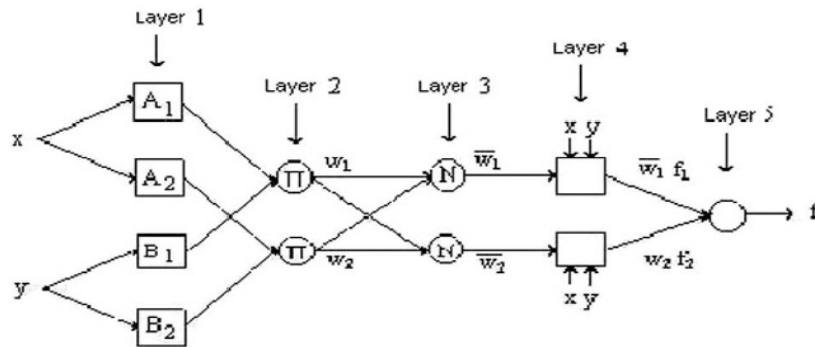 Layer 1
Layer 2
Layer 3
Layer 4
Layer 5
x
y
A1
A2
B1
B2
Π
Π
w1
w2
N
N
w̅1
w̅2
x y
x y
w̅1 f1
w2 f2
f